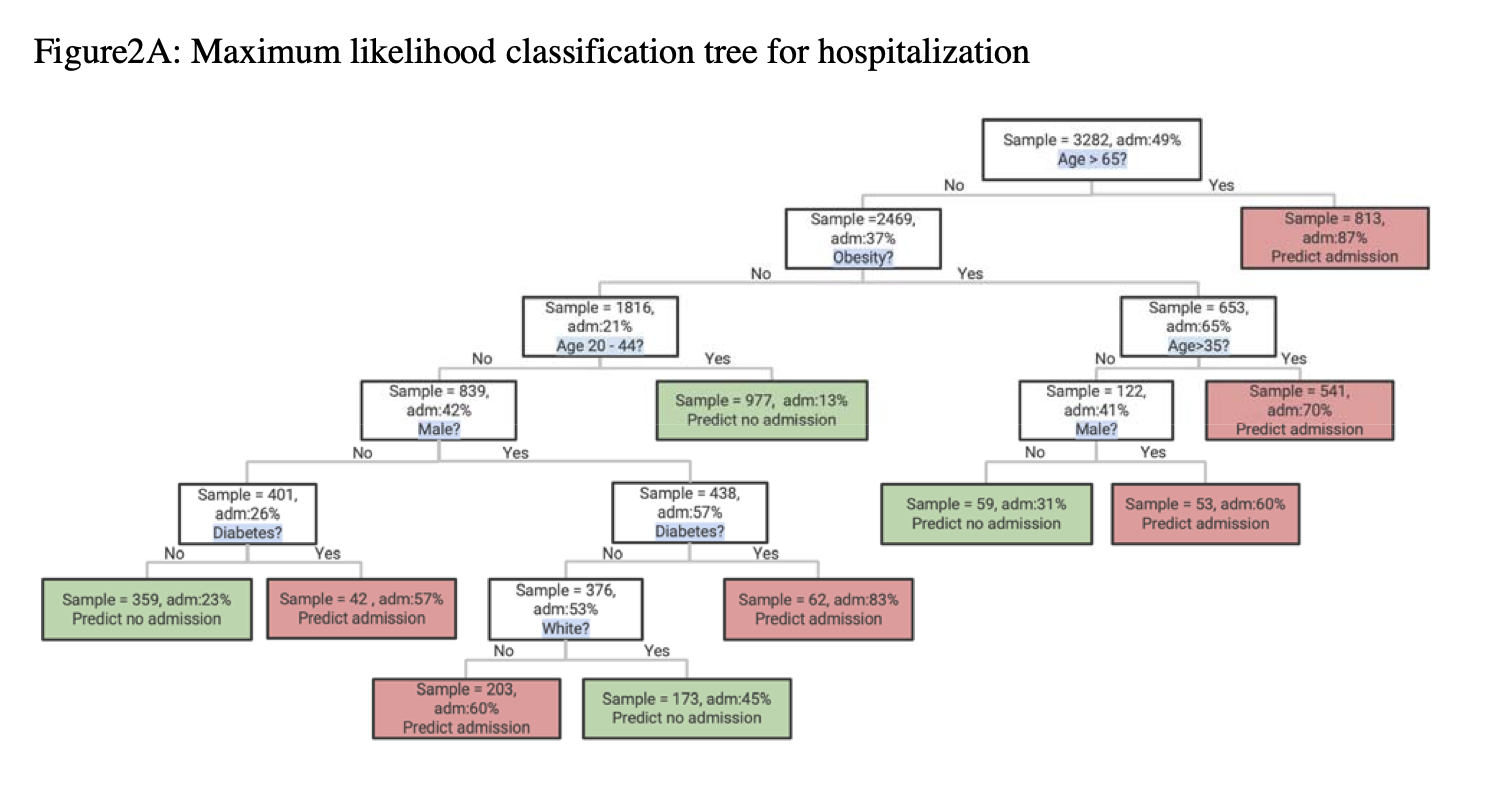 Figure2A: Maximum likelihood classification tree for hospitalization
Sample = 3282, adm:49%
Age > 65?
No
Yes
Sample =2469,
adm:37%
Obesity?
Sample = 813,
adm:87%
Predict admission
No
Yes
Sample = 1816,
adm:21%
Age 20 - 44?
Sample = 653,
adm:65%
Age>35?
No
Yes
No
Yes
Sample = 839,
adm:42%
Male?
Sample = 977, adm:13%
Predict no admission
Sample = 122,
adm:41%
Male?
Sample = 541,
adm:70%
Predict admission
No
Yes
No
Yes
Sample = 401,
adm:26%
Diabetes?
Sample = 438,
adm:57%
Diabetes?
Sample = 59, adm:31%
Predict no admission
Sample = 53, adm:60%
Predict admission
No
Yes
No
Yes
Sample = 359, adm:23%
Predict no admission
Sample = 42 , adm:57%
Predict admission
Sample = 376,
adm:53%
White?
Sample = 62, adm:83%
Predict admission
No
Yes
Sample = 203,
adm:60%
Predict admission
Sample = 173, adm:45%
Predict no admission